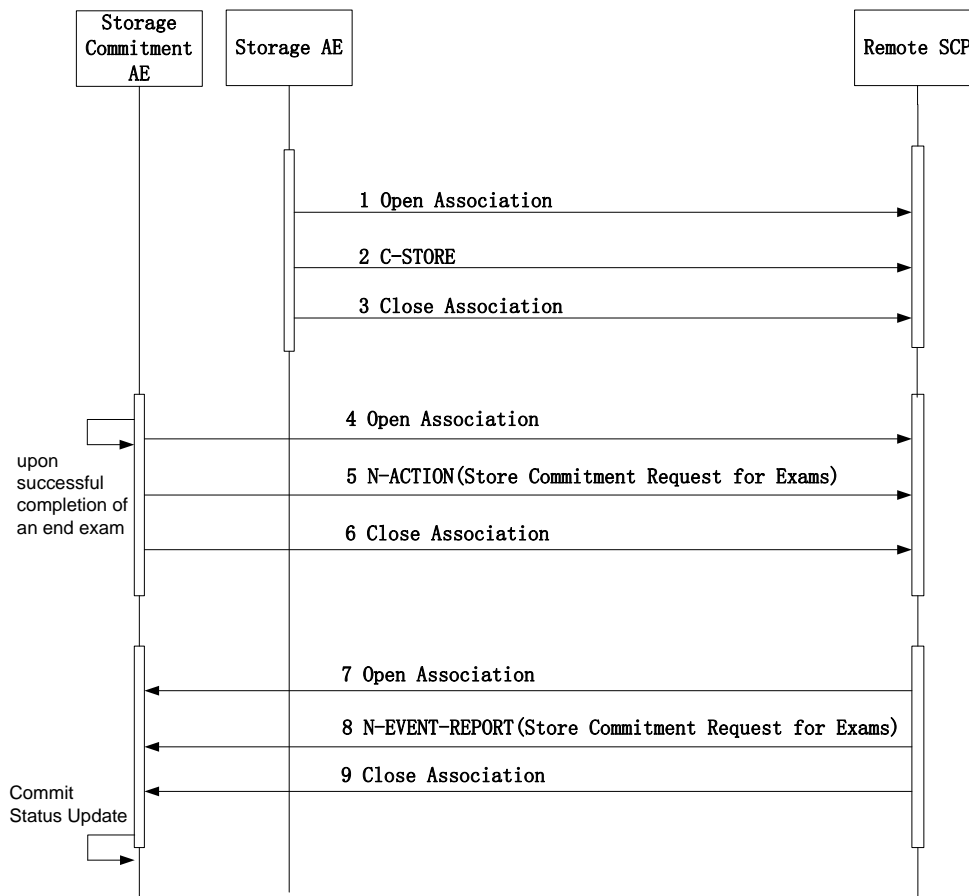 Storage
Commitment
AE
Storage AE
Remote SCP
1 Open Association
2 C-STORE
3 Close Association
4 Open Association
upon
successful
completion of
an end exam
5 N-ACTION(Store Commitment Request for Exams)
6 Close Association
7 Open Association
8 N-EVENT-REPORT(Store Commitment Request for Exams)
9 Close Association
Commit
Status Update